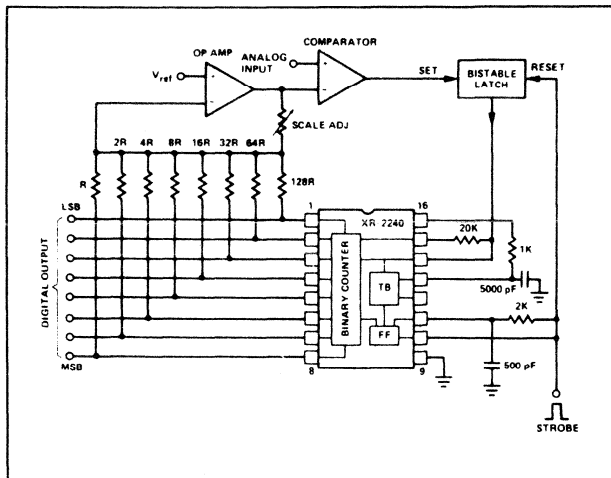 OP AMP
COMPARATOR
ANALOG
INPUT
V ref
SET
RESET
BISTABLE
LATCH
SCALE ADJ
R 2R 4R 8R 16R 32R 64R
128R
LSB
DIGITAL OUTPUT
MSB
1
16
XR 2240
BINARY COUNTER
TB
FF
8
9
20K
1K
5000 pF
2K
500 pF
STROBE